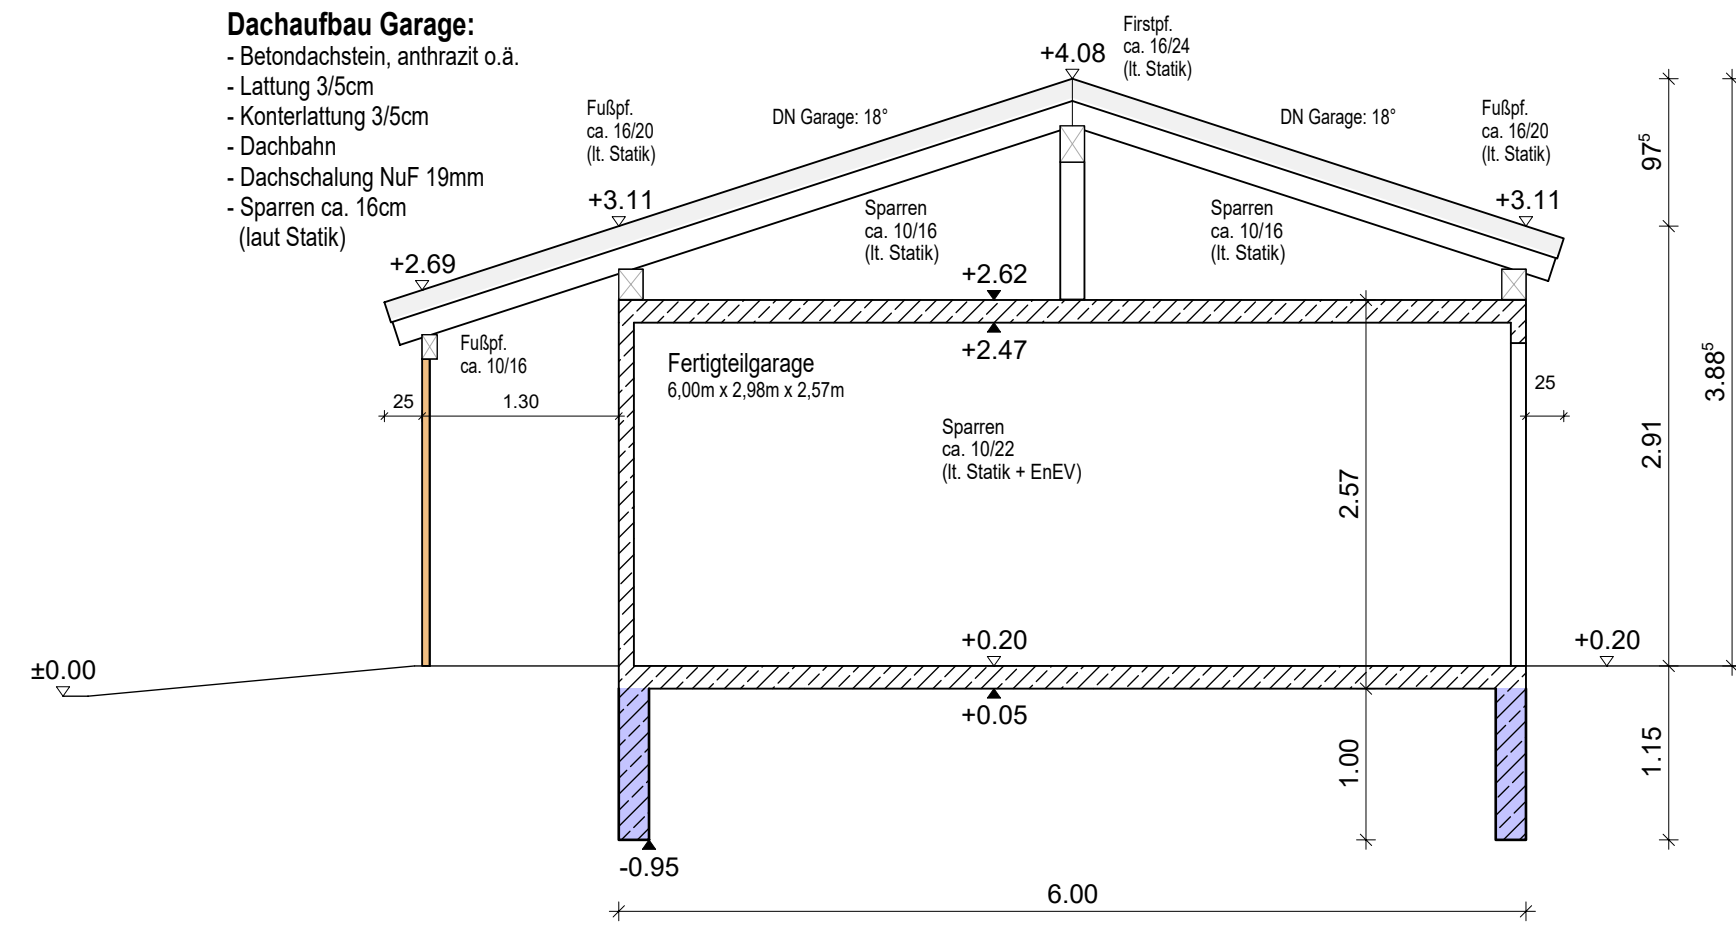 Dachaufbau Garage:
- Betondachstein, anthrazit o.ä.
- Lattung 3/5cm
- Konterlattung 3/5cm
- Dachbahn
- Dachschalung NuF 19mm
- Sparren ca. 16cm
(laut Statik)
Firstpf.
ca. 16/24
(lt. Statik)
+4.08
Fußpf.
ca. 16/20
(lt. Statik)
+3.11
DN Garage: 18°
DN Garage: 18°
Fußpf.
ca. 16/20
(lt. Statik)
+3.11
97⁵
+2.69
Sparren
ca. 10/16
(lt. Statik)
Sparren
ca. 10/16
(lt. Statik)
+2.62
+2.47
Fußpf.
ca. 10/16
Fertigteilgarage
6,00m x 2,98m x 2,57m
25
1.30
25
3.88⁵
Sparren
ca. 10/22
(lt. Statik + EnEV)
2.57
2.91
+0.20
+0.20
±0.00
+0.05
1.00
1.15
-0.95
6.00